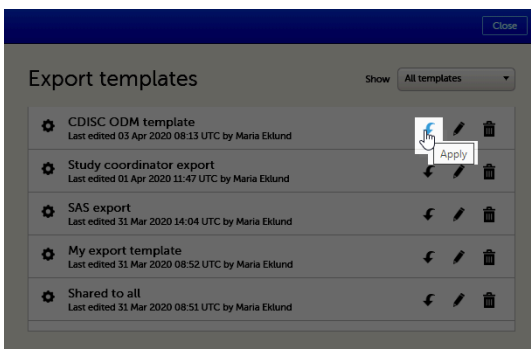 Close
Export templates
Show All templates
CDISC ODM template
Last edited 03 Apr 2020 08:13 UTC by Maria Eklund
Apply
Study coordinator export
Last edited 01 Apr 2020 11:47 UTC by Maria Eklund
SAS export
Last edited 31 Mar 2020 14:04 UTC by Maria Eklund
My export template
Last edited 31 Mar 2020 08:52 UTC by Maria Eklund
Shared to all
Last edited 31 Mar 2020 08:51 UTC by Maria Eklund